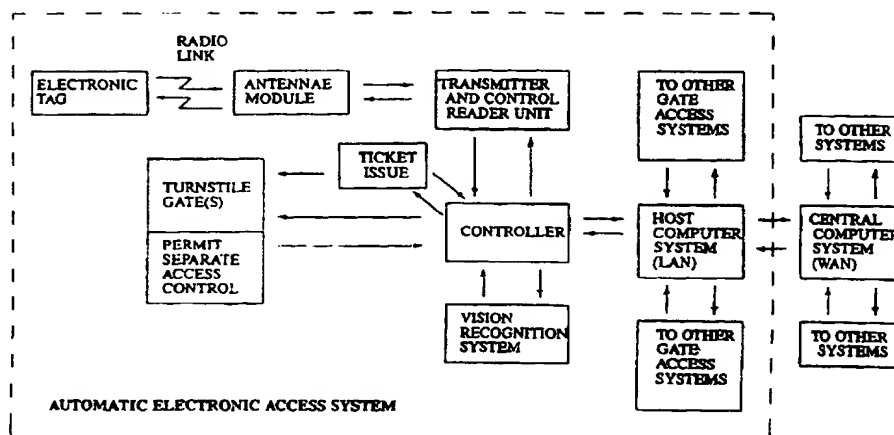 RADIO
LINK
ELECTRONIC
TAG
ANTENNAE
MODULE
TRANSMITTER
AND CONTROL
READER UNIT
TO OTHER
GATE
ACCESS
SYSTEMS
TO OTHER
SYSTEMS
TICKET
ISSUE
TURNSTILE
GATE(S)
PERMIT
SEPARATE
ACCESS
CONTROL
CONTROLLER
HOST
COMPUTER
SYSTEM
(LAN)
CENTRAL
COMPUTER
SYSTEM
(WAN)
VISION
RECOGNITION
SYSTEM
TO OTHER
GATE
ACCESS
SYSTEMS
TO OTHER
SYSTEMS
AUTOMATIC ELECTRONIC ACCESS SYSTEM